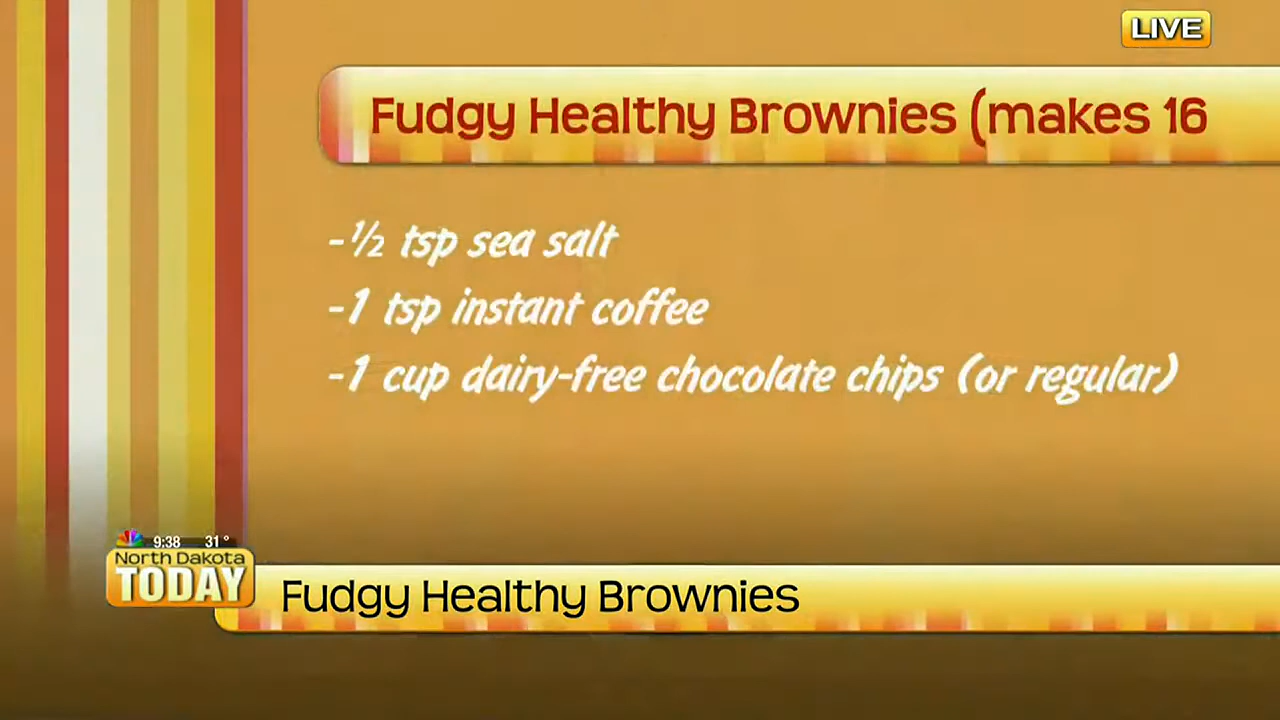 LIVE
Fudgy Healthy Brownies (makes 16
-½ tsp sea salt
-1 tsp instant coffee
-1 cup dairy-free chocolate chips (or regular)
9:38 31°
North Dakota
TODAY
Fudgy Healthy Brownies